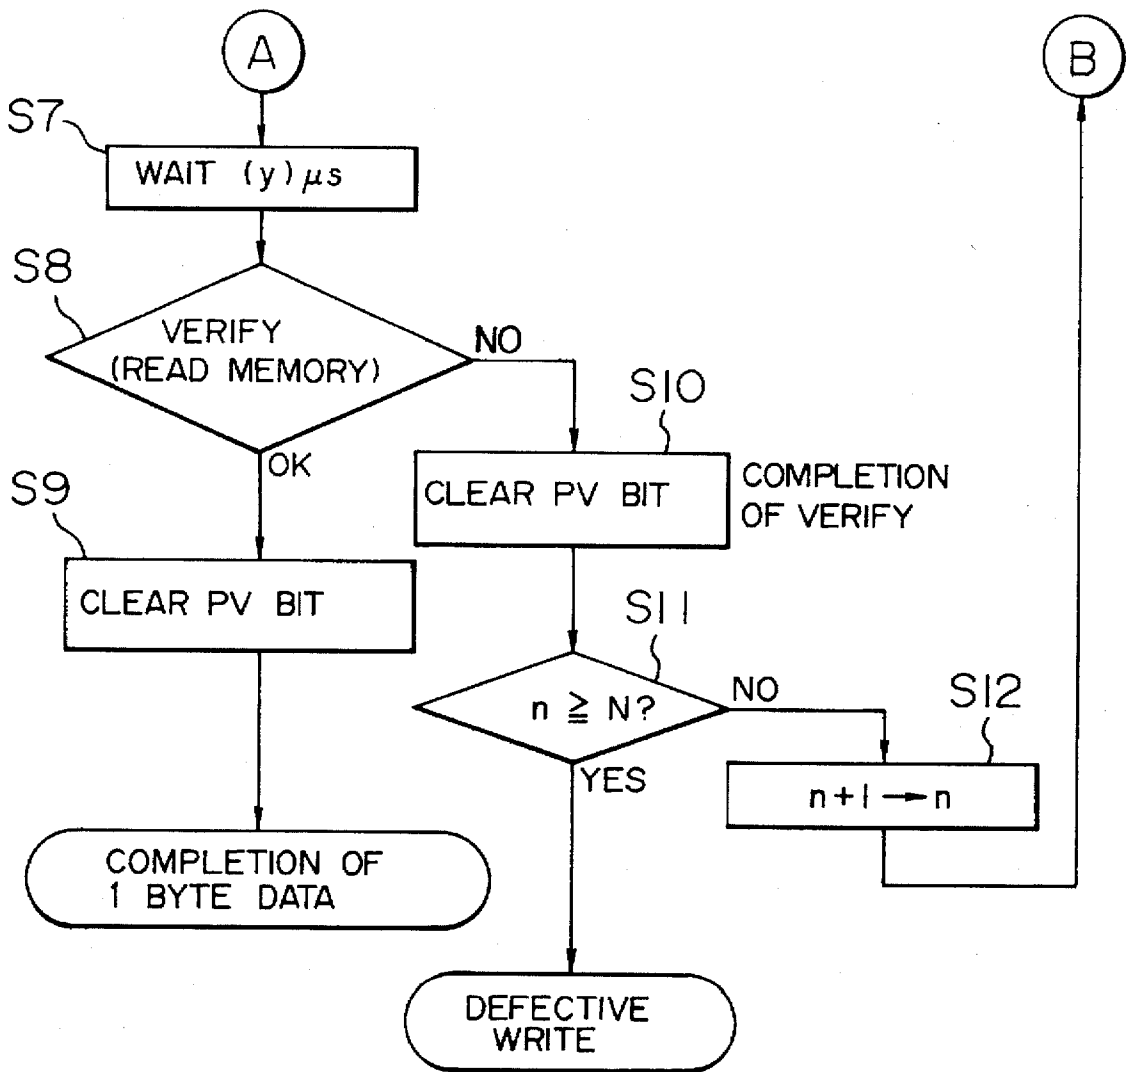 A
B
S7
WAIT (y) μs
S8
VERIFY
(READ MEMORY)
NO
OK
S10
CLEAR PV BIT
COMPLETION
OF VERIFY
S9
CLEAR PV BIT
S11
n ≧ N?
NO
YES
S12
n+1→n
COMPLETION OF
1 BYTE DATA
DEFECTIVE
WRITE